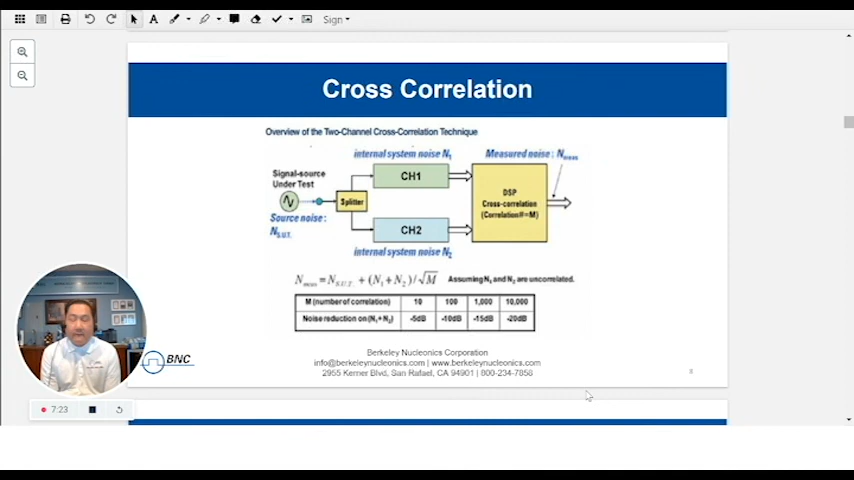 A
Sign
Cross Correlation
Overview of the Two-Channel Cross-Correlation Technique
internal system noise N1
Measured noise : Nmeas
Signal-source
Under Test
CH1
DSP
Cross-correlation
(Correlation#=M)
Splitter
Source noise :
NS.U.T.
CH2
internal system noise N2
Nmeas = NS.U.T. + (N1+N2)/√M Assuming N1 and N2 are uncorrelated.
M (number of correlation) 10 100 1,000 10,000
Noise reduction on (N1+N2) -5dB -10dB -15dB -20dB
BNC
Berkeley Nucleonics Corporation
info@berkeleynucleonics.com | www.berkeleynucleonics.com
2955 Kerner Blvd, San Rafael, CA 94901 | 800-234-7858
8
7:23